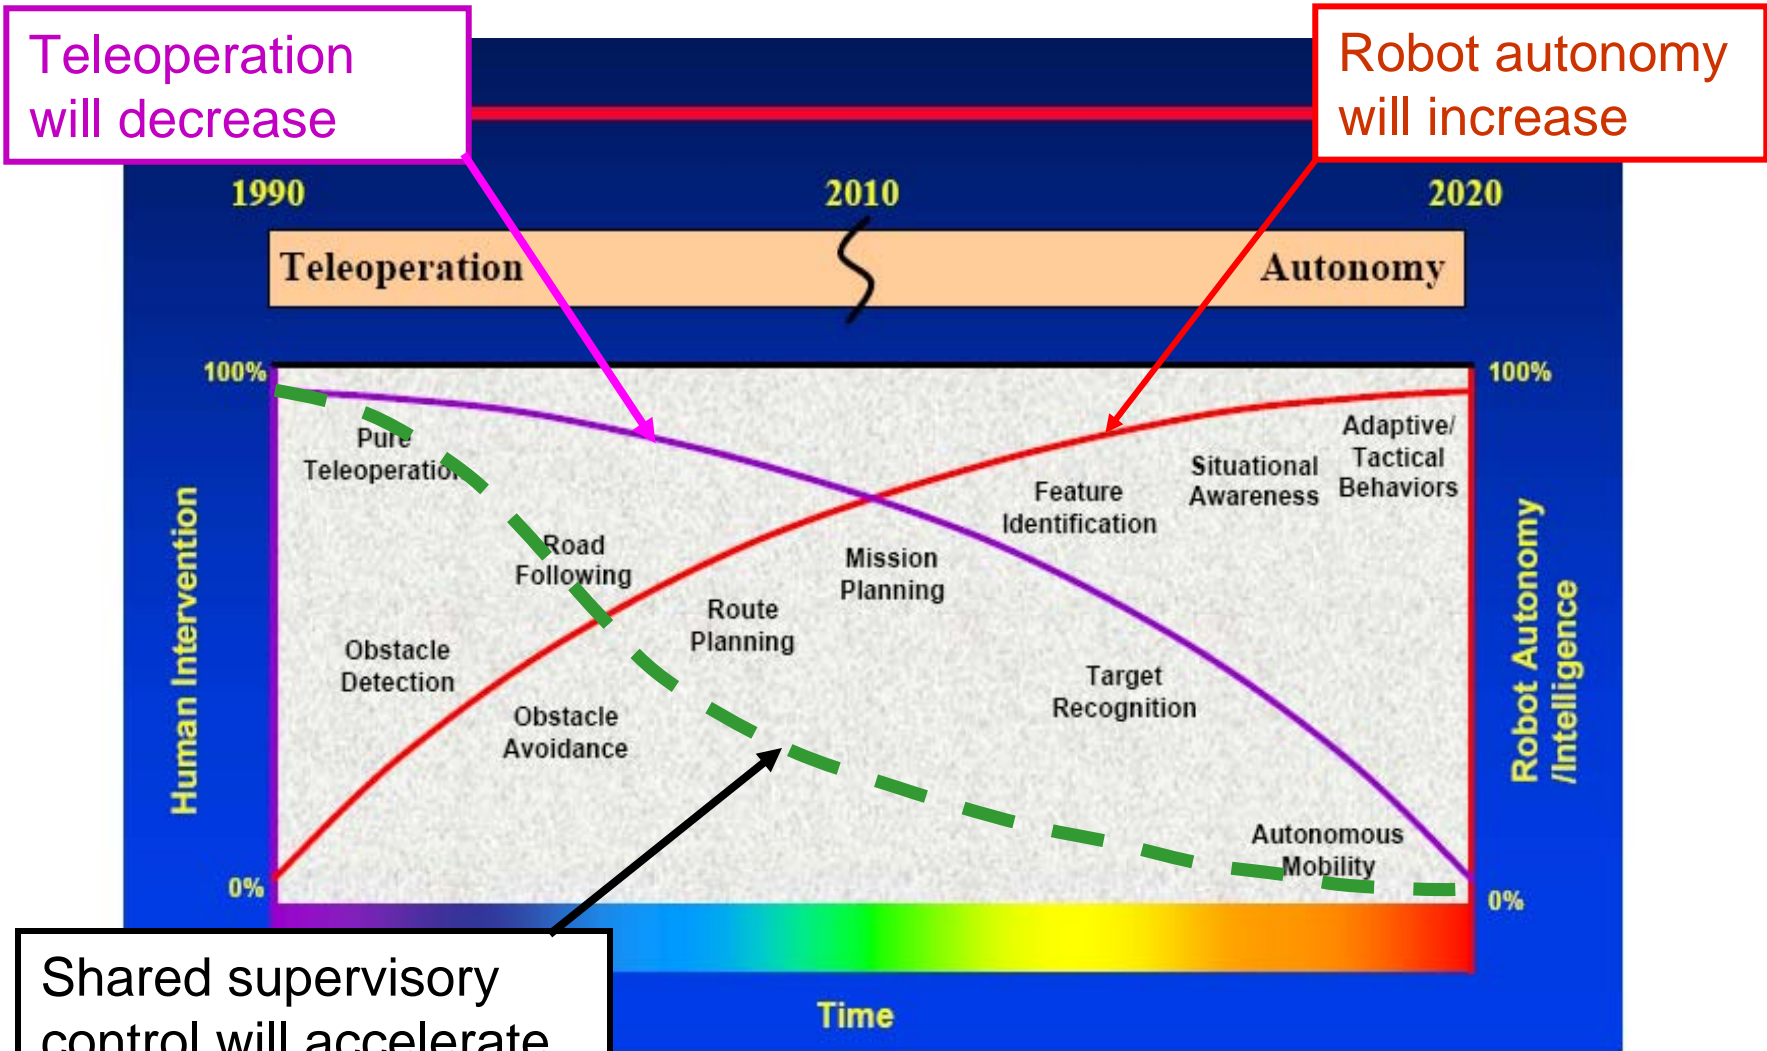 Teleoperation
will decrease
Robot autonomy
will increase
1990
2010
2020
Teleoperation
Autonomy
100%
100%
Pure
Teleoperation
Adaptive/
Tactical
Behaviors
Situational
Awareness
Feature
Identification
Road
Following
Mission
Planning
Route
Planning
Obstacle
Detection
Target
Recognition
Obstacle
Avoidance
Autonomous
Mobility
Human Intervention
Robot Autonomy
/Intelligence
0%
0%
Shared supervisory
control will accelerate
Time